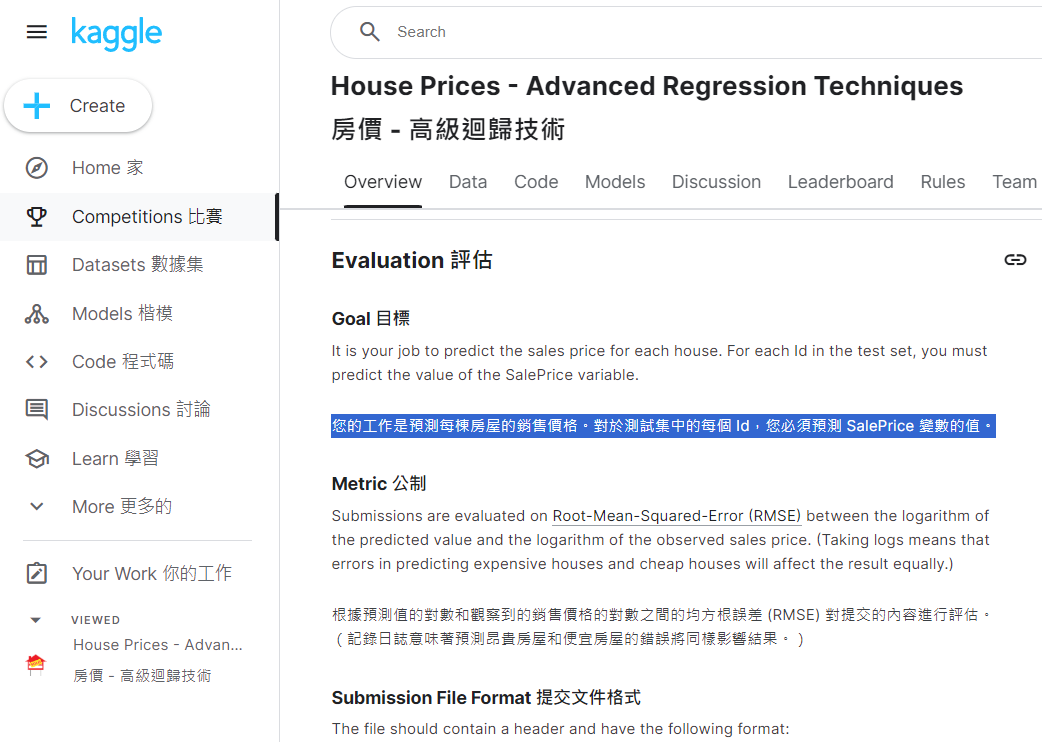 kaggle
Search
Create
Home 家
Competitions 比賽
Datasets 數據集
Models 楷模
Code 程式碼
Discussions 討論
Learn 學習
More 更多的
Your Work 你的工作
VIEWED
House Prices - Advan...
房價 - 高級迴歸技術
House Prices - Advanced Regression Techniques
房價 - 高級迴歸技術
Overview Data Code Models Discussion Leaderboard Rules Team
Evaluation 評估
Goal 目標
It is your job to predict the sales price for each house. For each Id in the test set, you must
predict the value of the SalePrice variable.
您的工作是預測每棟房屋的銷售價格。對於測試集中的每個 Id，您必須預測 SalePrice 變數的值。
Metric 公制
Submissions are evaluated on Root-Mean-Squared-Error (RMSE) between the logarithm of
the predicted value and the logarithm of the observed sales price. (Taking logs means that
errors in predicting expensive houses and cheap houses will affect the result equally.)
根據預測值的對數和觀察到的銷售價格的對數之間的均方根誤差 (RMSE) 對提交的內容進行評估。
（記錄日誌意味著預測昂貴房屋和便宜房屋的錯誤將同樣影響結果。）
Submission File Format 提交文件格式
The file should contain a header and have the following format: